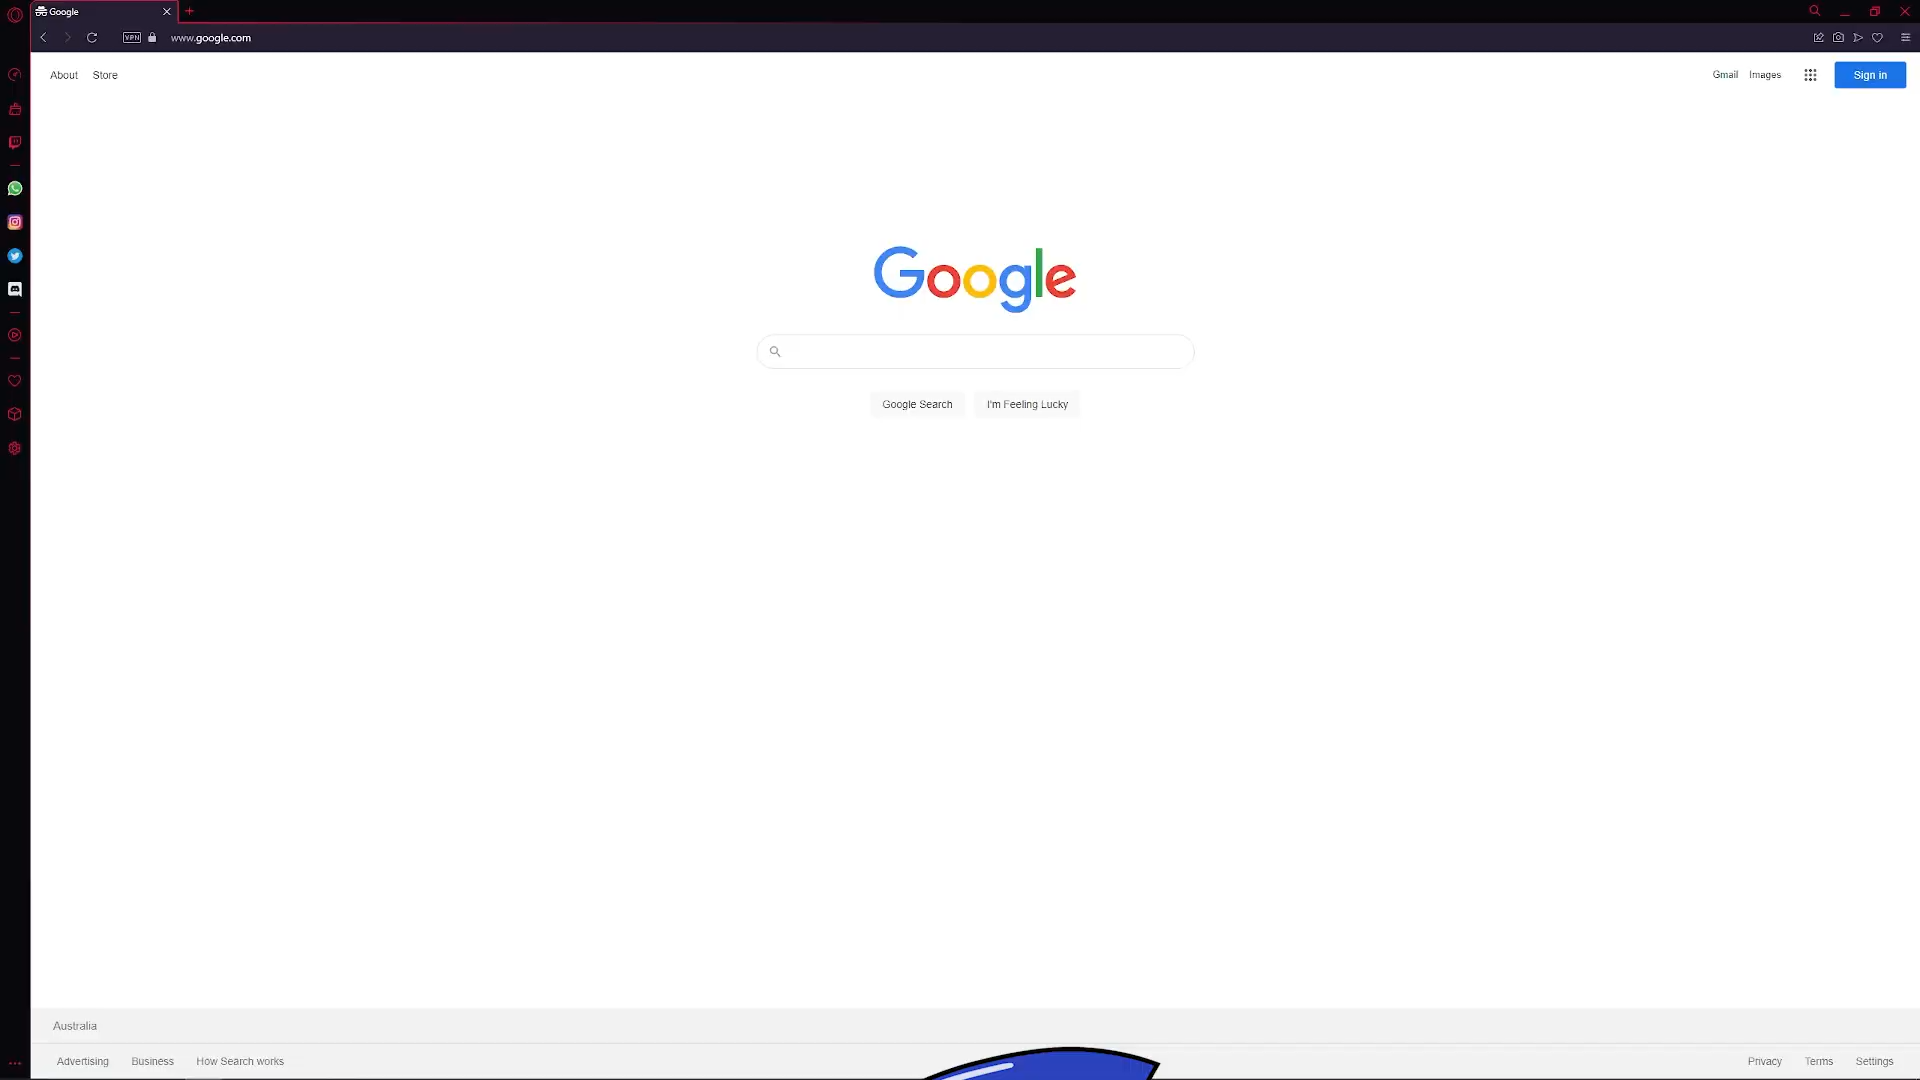 Google
VPN
www.google.com
About Store
Gmail Images
Sign in
Google
Google Search I'm Feeling Lucky
Australia
Advertising Business How Search works
Privacy Terms Settings